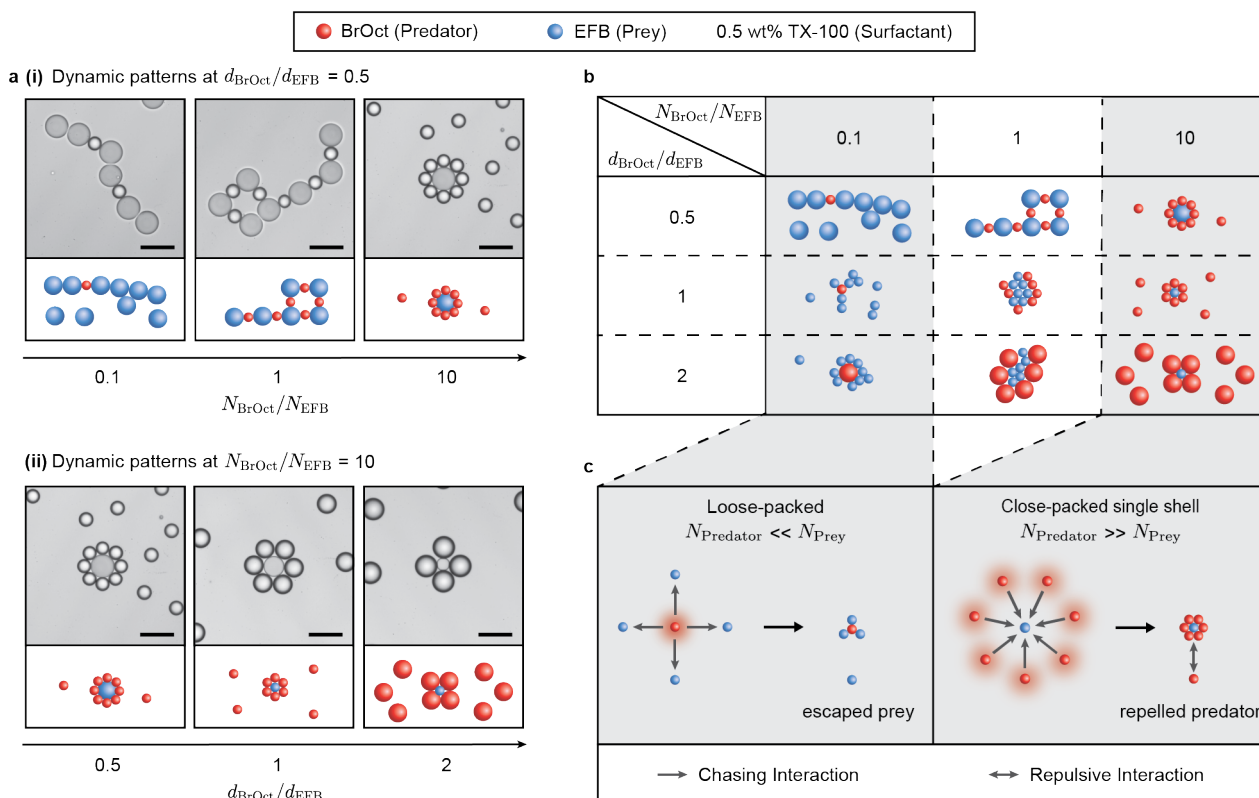 BrOct (Predator) EFB (Prey) 0.5 wt% TX-100 (Surfactant)
a (i) Dynamic patterns at d_BrOct/d_EFB = 0.5
0.1 1 10
N_BrOct/N_EFB
(ii) Dynamic patterns at N_BrOct/N_EFB = 10
0.5 1 2
d_BrOct/d_EFB
b
N_BrOct/N_EFB
d_BrOct/d_EFB
0.1 1 10
0.5
1
2
c
Loose-packed
N_Predator << N_Prey
escaped prey
Close-packed single shell
N_Predator >> N_Prey
repelled predator
Chasing Interaction Repulsive Interaction